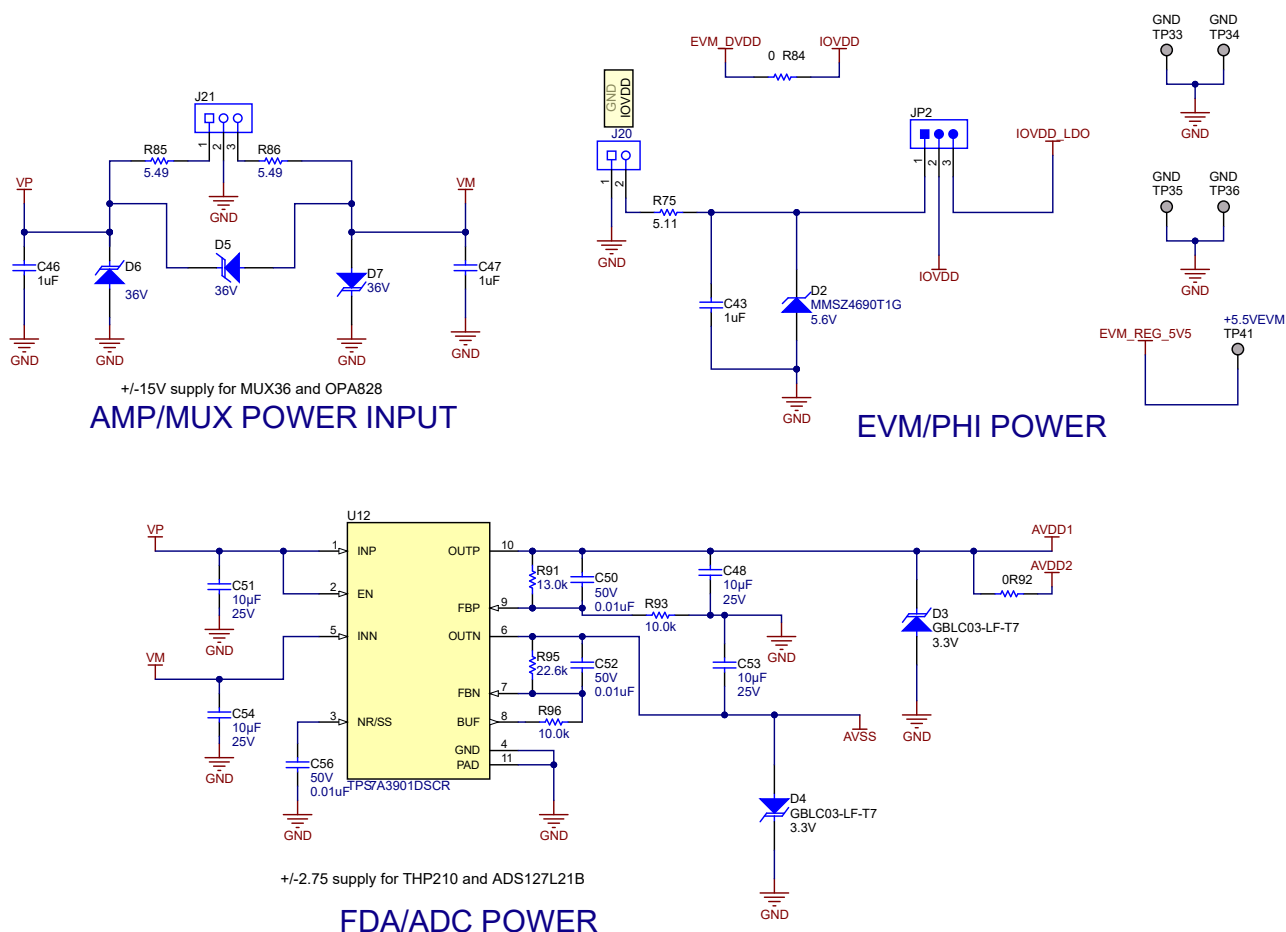 J21
1
2
3
R85
5.49
R86
5.49
GND
VP
VM
C46
1uF
D6
36V
D5
36V
D7
36V
C47
1uF
GND
GND
GND
GND
+/-15V supply for MUX36 and OPA828
AMP/MUX POWER INPUT
EVM_DVDD
0 R84
IOVDD
GND
IOVDD
J20
1
2
GND
R75
5.11
JP2
1
2
3
IOVDD_LDO
IOVDD
C43
1uF
D2
MMSZ4690T1G
5.6V
GND
EVM/PHI POWER
GND GND
TP33 TP34
GND
GND GND
TP35 TP36
GND
+5.5VEVM
EVM_REG_5V5 TP41
U12
VP
1 INP OUTP 10
2 EN FBP 9
5 INN OUTN 6
FBN 7
3 NR/SS BUF 8
GND 4
PAD 11
TPS7A3901DSCR
C51
10µF
25V
GND
VM
C54
10µF
25V
GND
C56
50V
0.01uF
GND
R91
13.0k
C50
50V
0.01uF
R93
10.0k
C48
10µF
25V
GND
R95
22.6k
C52
50V
0.01uF
C53
10µF
25V
R96
10.0k
GND
AVDD1
AVDD2
0R92
D3
GBLC03-LF-T7
3.3V
GND
AVSS
D4
GBLC03-LF-T7
3.3V
GND
+/-2.75 supply for THP210 and ADS127L21B
FDA/ADC POWER